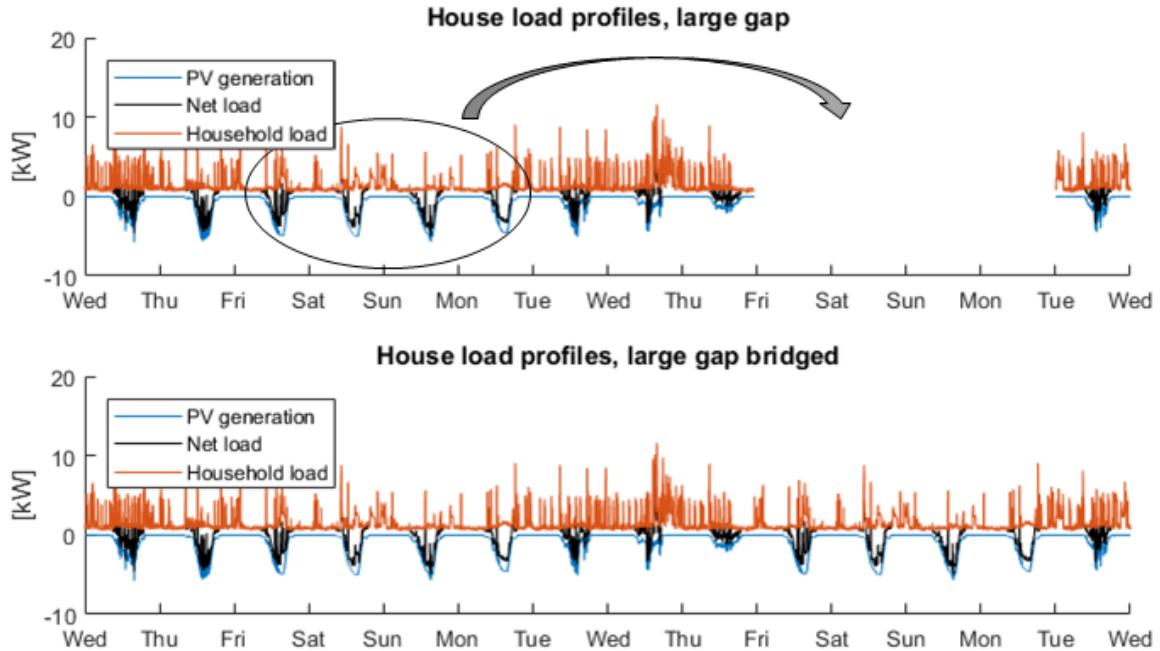 House load profiles, large gap
20
10
0
-10
[kW]
PV generation
Net load
Household load
Wed Thu Fri Sat Sun Mon Tue Wed Thu Fri Sat Sun Mon Tue Wed
House load profiles, large gap bridged
20
10
0
-10
[kW]
PV generation
Net load
Household load
Wed Thu Fri Sat Sun Mon Tue Wed Thu Fri Sat Sun Mon Tue Wed